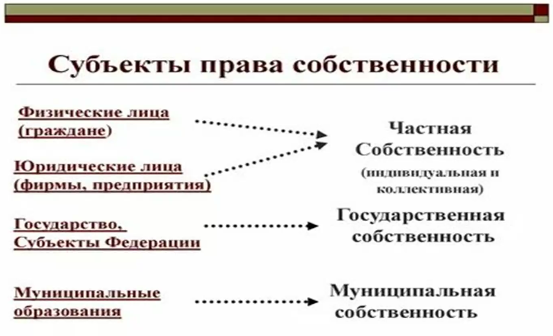 Субъекты права собственности
Физические лица
(граждане)
Юридические лица
(фирмы, предприятия)
Частная
Собственность
(индивидуальная и
коллективная)
Государство,
Субъекты Федерации
Государственная
собственность
Муниципальные
образования
Муниципальная
собственность